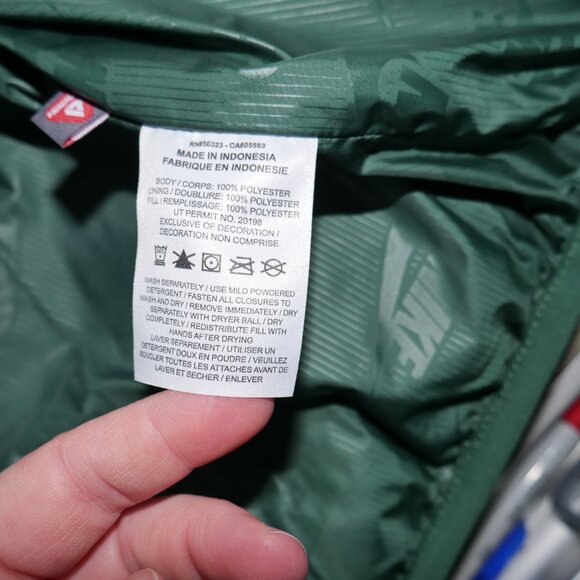 RN#56323 - CA#05553
MADE IN INDONESIA
FABRIQUE EN INDONESIE
BODY / CORPS: 100% POLYESTER
LINING / DOUBLURE: 100% POLYESTER
FILL / REMPLISSAGE: 100% POLYESTER
UT PERMIT NO. 20198
EXCLUSIVE OF DECORATION /
DECORATION NON COMPRISE
WASH SEPARATELY / USE MILD POWDERED
DETERGENT / FASTEN ALL CLOSURES TO
WASH AND DRY / REMOVE IMMEDIATELY / DRY
SEPARATELY WITH DRYER BALL / DRY
COMPLETELY / REDISTRIBUTE FILL WITH
HANDS AFTER DRYING
LAVER SEPAREMENT / UTILISER UN
DETERGENT DOUX EN POUDRE / VEUILLEZ
BOUCLER TOUTES LES ATTACHES AVANT DE
LAVER ET SECHER / ENLEVER
NIKE